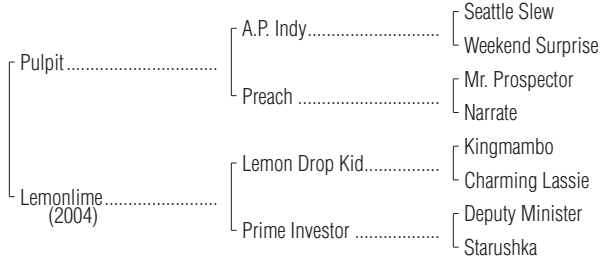 Seattle Slew
A.P. Indy
Weekend Surprise
Pulpit
Mr. Prospector
Preach
Narrate
Kingmambo
Lemon Drop Kid
Charming Lassie
Lemonlime
(2004)
Deputy Minister
Prime Investor
Starushka